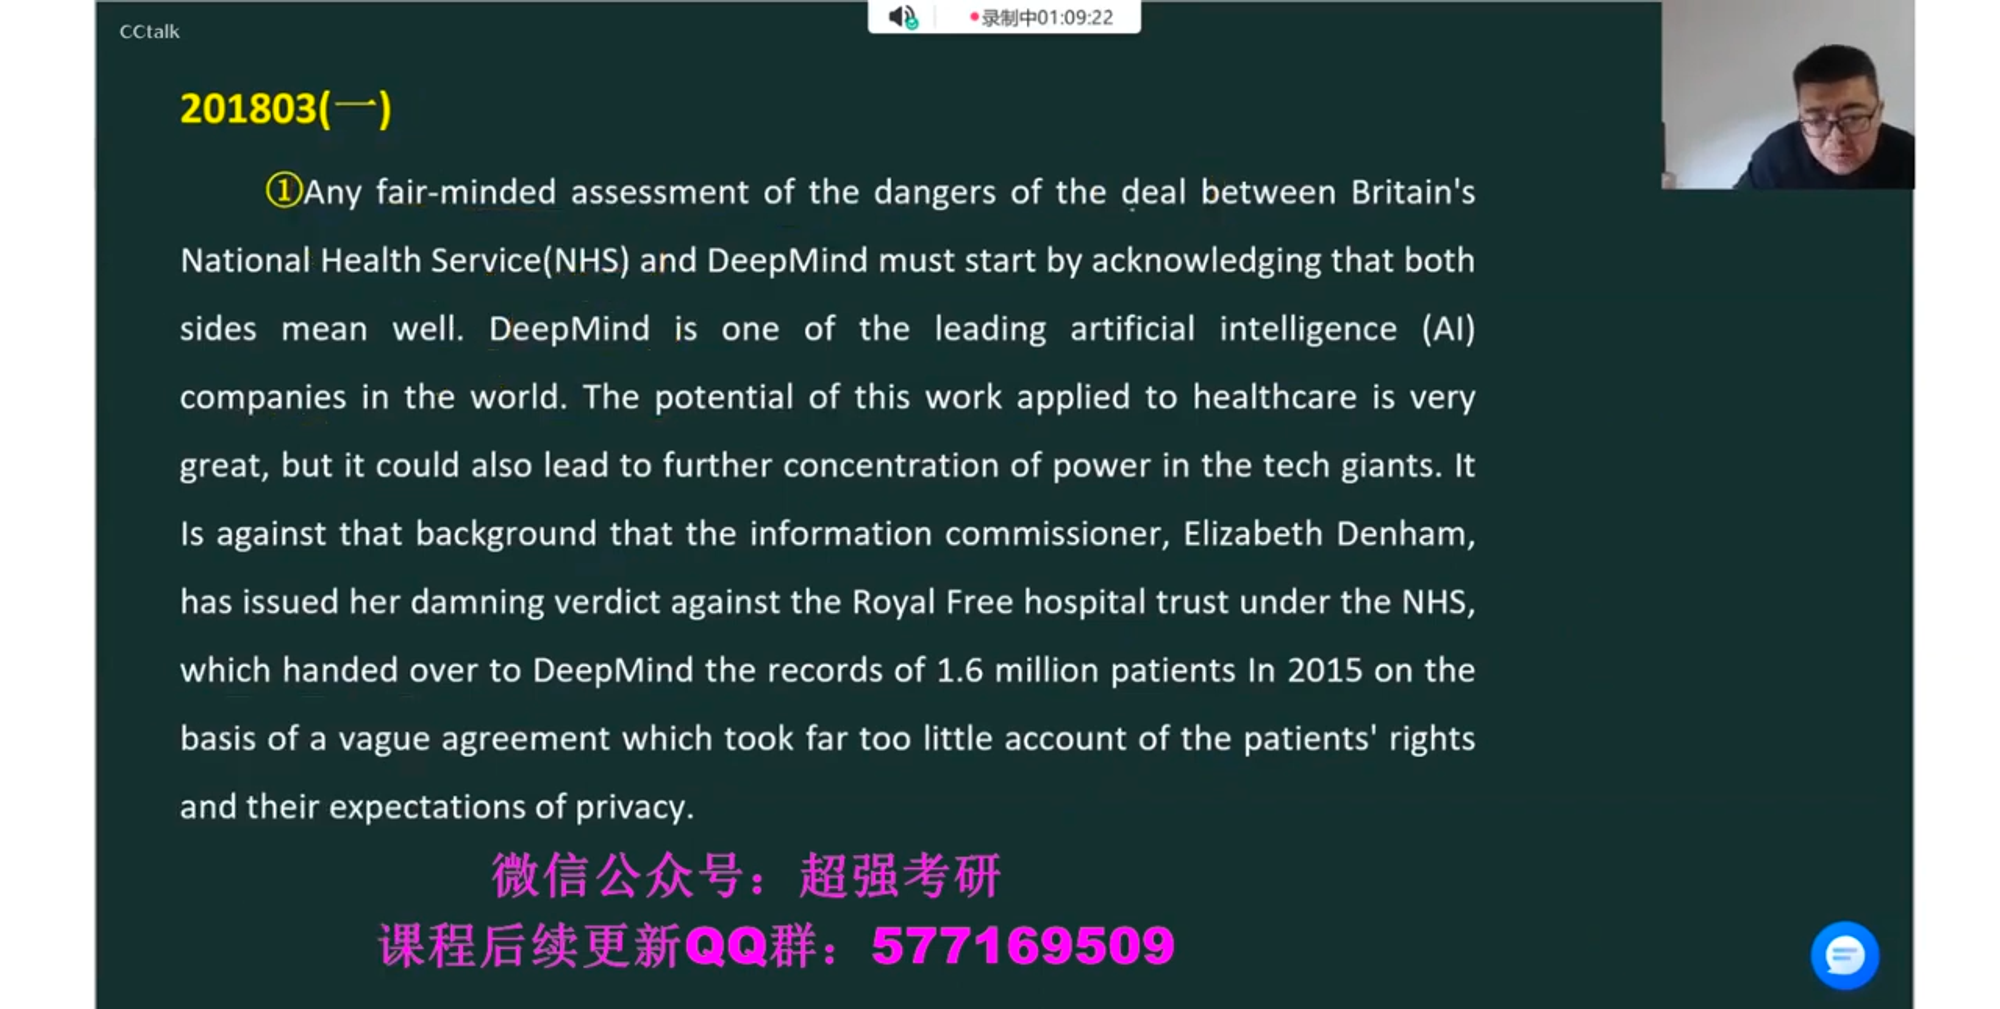 录制中01:09:22
CCtalk
201803(一)
①Any fair-minded assessment of the dangers of the deal between Britain's
National Health Service(NHS) and DeepMind must start by acknowledging that both
sides mean well. DeepMind is one of the leading artificial intelligence (AI)
companies in the world. The potential of this work applied to healthcare is very
great, but it could also lead to further concentration of power in the tech giants. It
Is against that background that the information commissioner, Elizabeth Denham,
has issued her damning verdict against the Royal Free hospital trust under the NHS,
which handed over to DeepMind the records of 1.6 million patients In 2015 on the
basis of a vague agreement which took far too little account of the patients' rights
and their expectations of privacy.
微信公众号：超强考研
课程后续更新QQ群：577169509